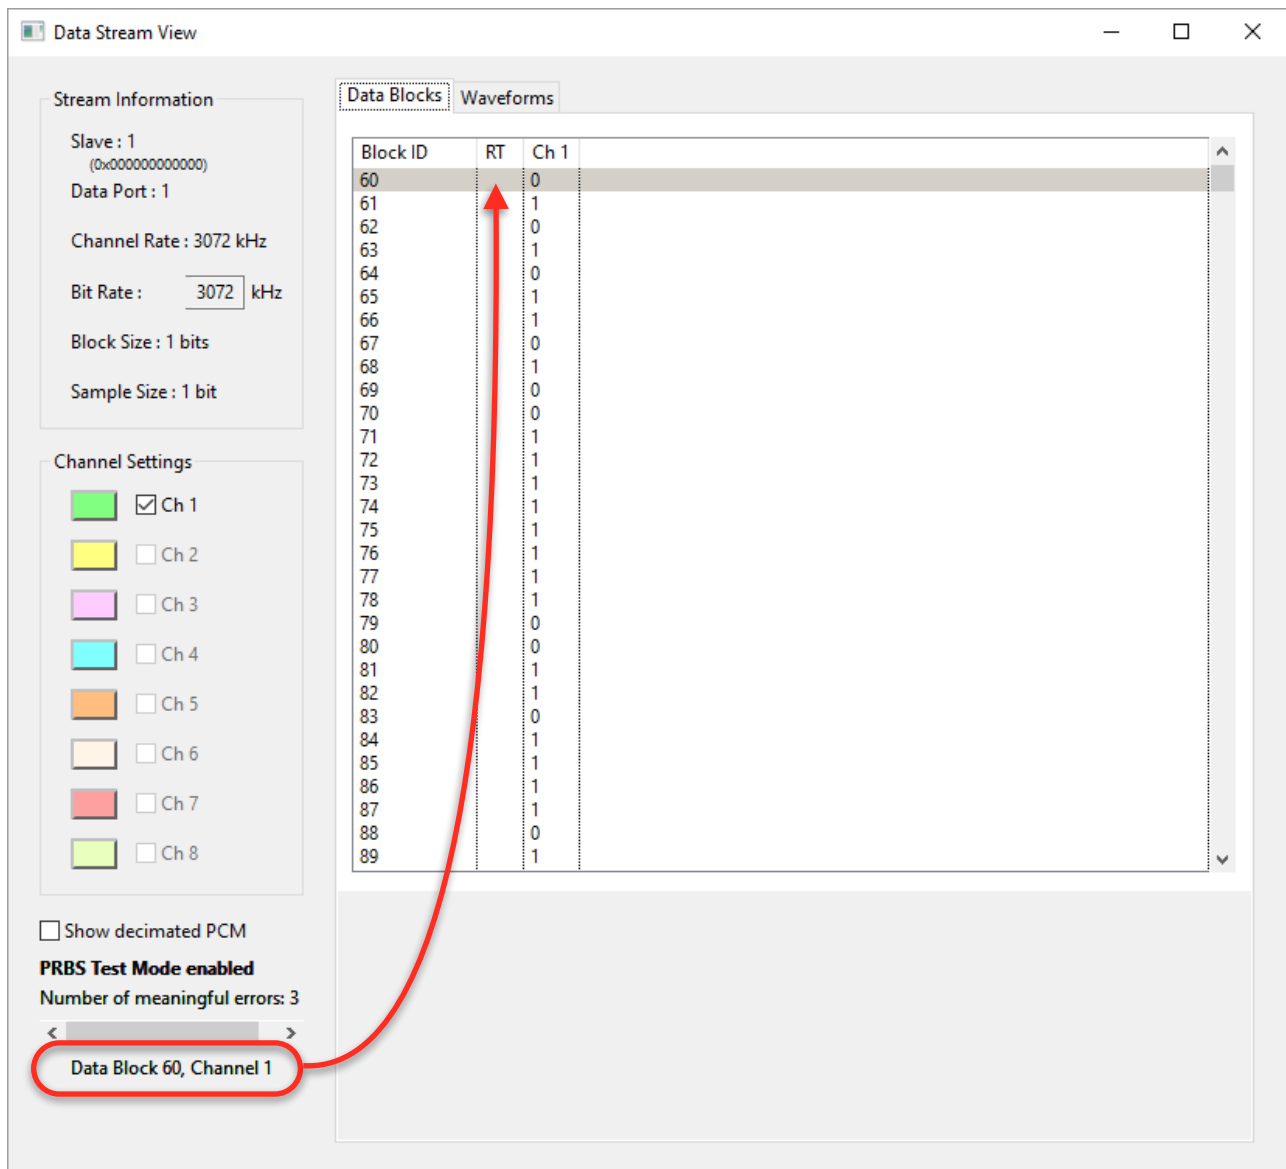 Data Stream View
Stream Information
Slave : 1
(0x000000000000)
Data Port : 1
Channel Rate : 3072 kHz
Bit Rate : 3072 kHz
Block Size : 1 bits
Sample Size : 1 bit
Channel Settings
Ch 1
Ch 2
Ch 3
Ch 4
Ch 5
Ch 6
Ch 7
Ch 8
Show decimated PCM
PRBS Test Mode enabled
Number of meaningful errors: 3
Data Block 60, Channel 1
Data Blocks Waveforms
Block ID RT Ch 1
60 0
61 1
62 0
63 1
64 0
65 1
66 1
67 0
68 1
69 0
70 0
71 1
72 1
73 1
74 1
75 1
76 1
77 1
78 1
79 0
80 0
81 1
82 1
83 0
84 1
85 1
86 1
87 1
88 0
89 1